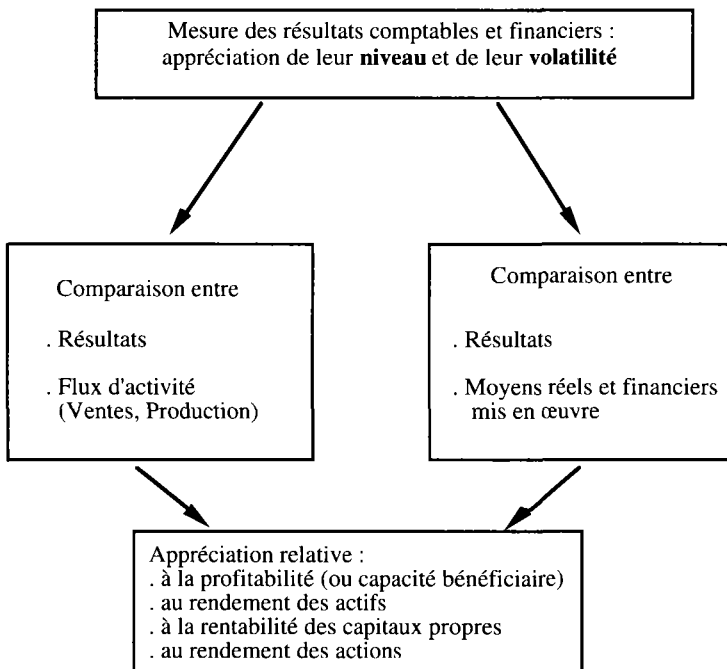 Mesure des résultats comptables et financiers :
appréciation de leur niveau et de leur volatilité
Comparaison entre
. Résultats
. Flux d'activité
(Ventes, Production)
Comparaison entre
. Résultats
. Moyens réels et financiers
mis en œuvre
Appréciation relative :
. à la profitabilité (ou capacité bénéficiaire)
. au rendement des actifs
. à la rentabilité des capitaux propres
. au rendement des actions